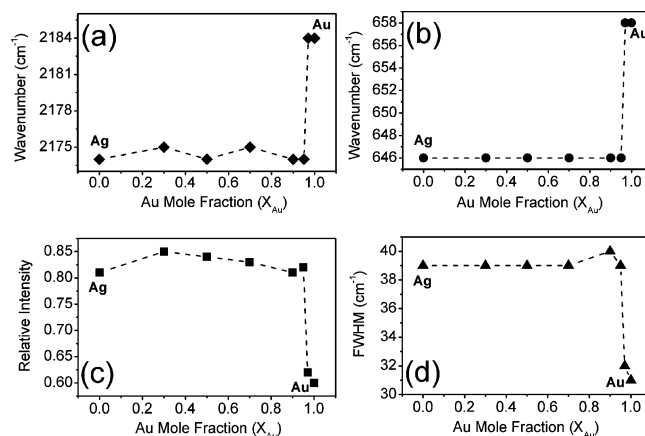 (a)
Au
Ag
2184
2181
2178
2175
Wavenumber (cm-1)
0.0 0.2 0.4 0.6 0.8 1.0
Au Mole Fraction (XAu)
(b)
Au
Ag
658
656
654
652
650
648
646
Wavenumber (cm-1)
0.0 0.2 0.4 0.6 0.8 1.0
Au Mole Fraction (XAu)
(c)
Ag
Au
0.85
0.80
0.75
0.70
0.65
0.60
Relative Intensity
0.0 0.2 0.4 0.6 0.8 1.0
Au Mole Fraction (XAu)
(d)
Ag
Au
40
38
36
34
32
30
FWHM (cm-1)
0.0 0.2 0.4 0.6 0.8 1.0
Au Mole Fraction (XAu)